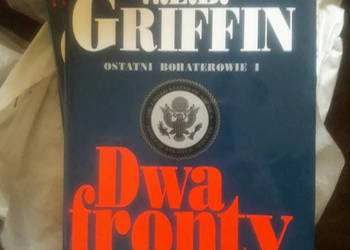 W.E.B.
GRIFFIN
OSTATNI BOHATEROWIE I
Dwa
fronty